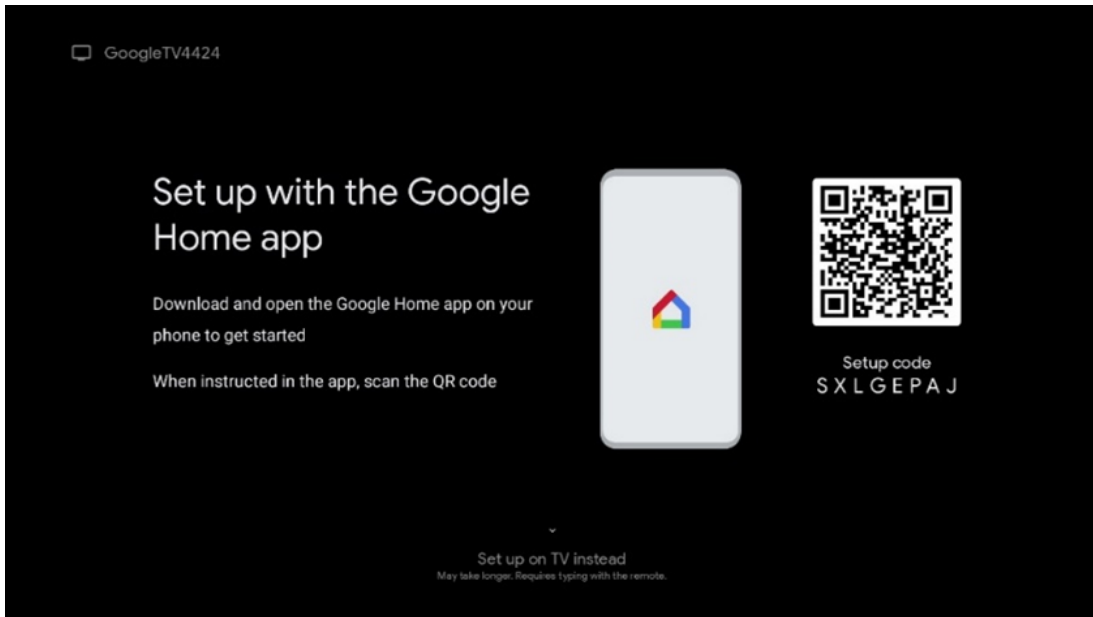 GoogleTV4424
Set up with the Google
Home app
Download and open the Google Home app on your
phone to get started
When instructed in the app, scan the QR code
Setup code
SXLGEPAJ
Set up on TV instead
May take longer. Requires typing with the remote.